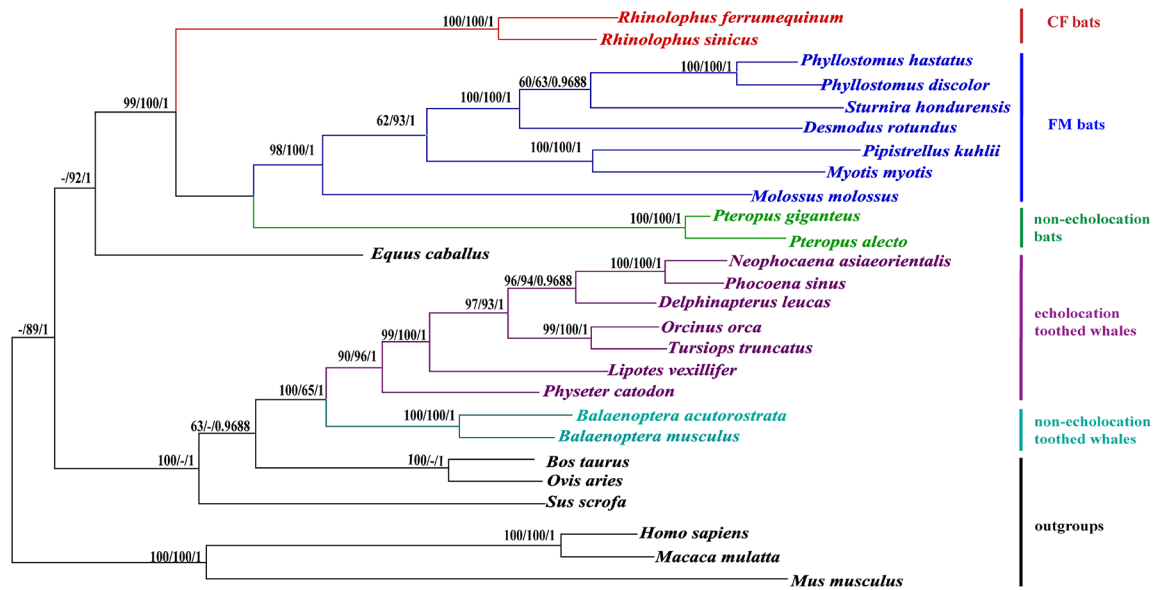 100/100/1
Rhinolophus ferrumequinum
CF bats
Rhinolophus sinicus
Phyllostomus hastatus
100/100/1
60/63/0.9688
Phyllostomus discolor
100/100/1
99/100/1
Sturnira hondurensis
62/93/1
Desmodus rotundus
FM bats
100/100/1
Pipistrellus kuhlii
98/100/1
Myotis myotis
-/92/1
Molossus molossus
100/100/1
Pteropus giganteus
non-echolocation
bats
Pteropus alecto
Equus caballus
100/100/1
Neophocaena asiaeorientalis
96/94/0.9688
Phocoena sinus
97/93/1
Delphinapterus leucas
echolocation
toothed whales
-/89/1
99/100/1
99/100/1
Orcinus orca
Tursiops truncatus
90/96/1
Lipotes vexillifer
100/65/1
Physeter catodon
100/100/1
Balaenoptera acutorostrata
non-echolocation
toothed whales
63/-/0.9688
Balaenoptera musculus
100/-/1
100/-/1
Bos taurus
Ovis aries
Sus scrofa
outgroups
100/100/1
Homo sapiens
100/100/1
Macaca mulatta
Mus musculus